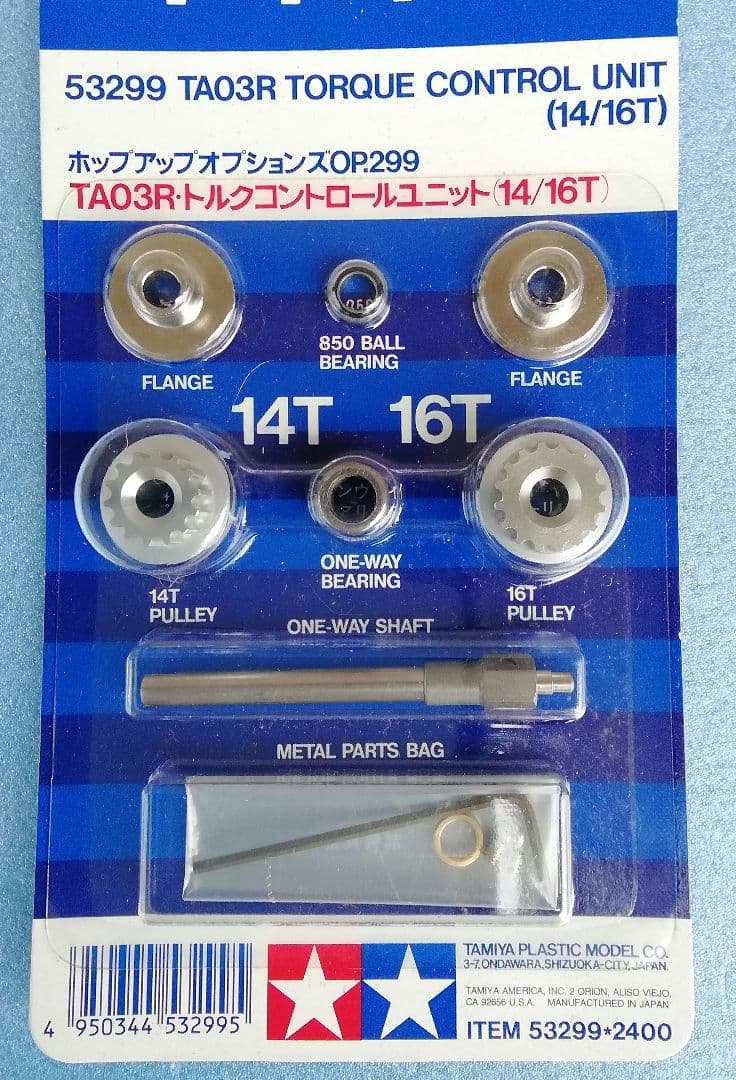 53299 TA03R TORQUE CONTROL UNIT
(14/16T)
ホップアップオプションズOP.299
TA03R・トルクコントロールユニット(14/16T)
850 BALL
BEARING
FLANGE
FLANGE
14T 16T
ONE-WAY
BEARING
14T
PULLEY
16T
PULLEY
ONE-WAY SHAFT
METAL PARTS BAG
TAMIYA PLASTIC MODEL CO.
3-7, ONDAWARA, SHIZUOKA-CITY, JAPAN.
TAMIYA AMERICA, INC. 2 ORION, ALISO VIEJO,
CA 92656 U.S.A. MANUFACTURED IN JAPAN
4 950344 532995
ITEM 53299*2400